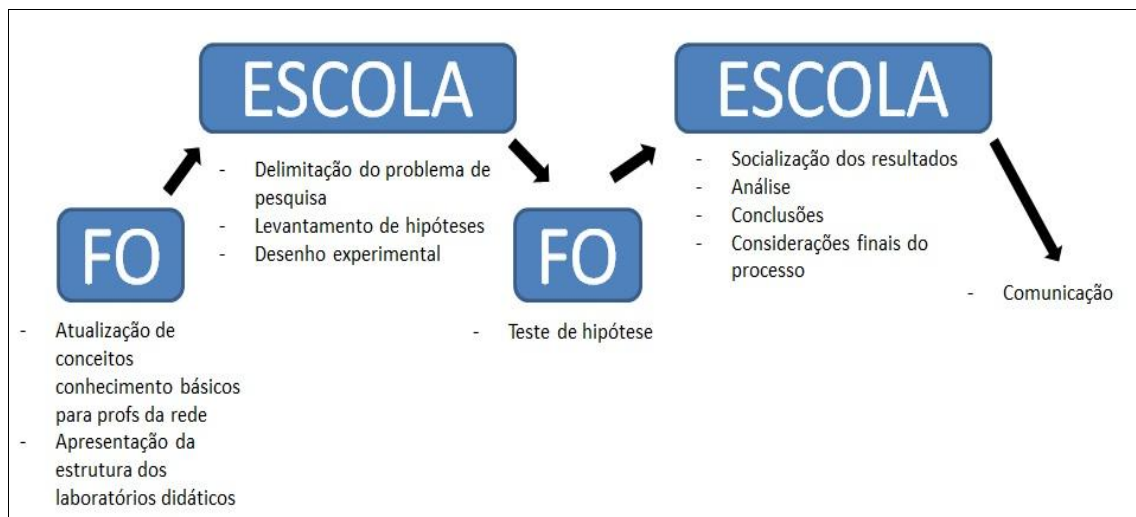 FO
- Atualização de
conceitos
conhecimento básicos
para profs da rede
- Apresentação da
estrutura dos
laboratórios didáticos
ESCOLA
- Delimitação do problema de
pesquisa
- Levantamento de hipóteses
- Desenho experimental
FO
- Teste de hipótese
ESCOLA
- Socialização dos resultados
- Análise
- Conclusões
- Considerações finais do
processo
- Comunicação